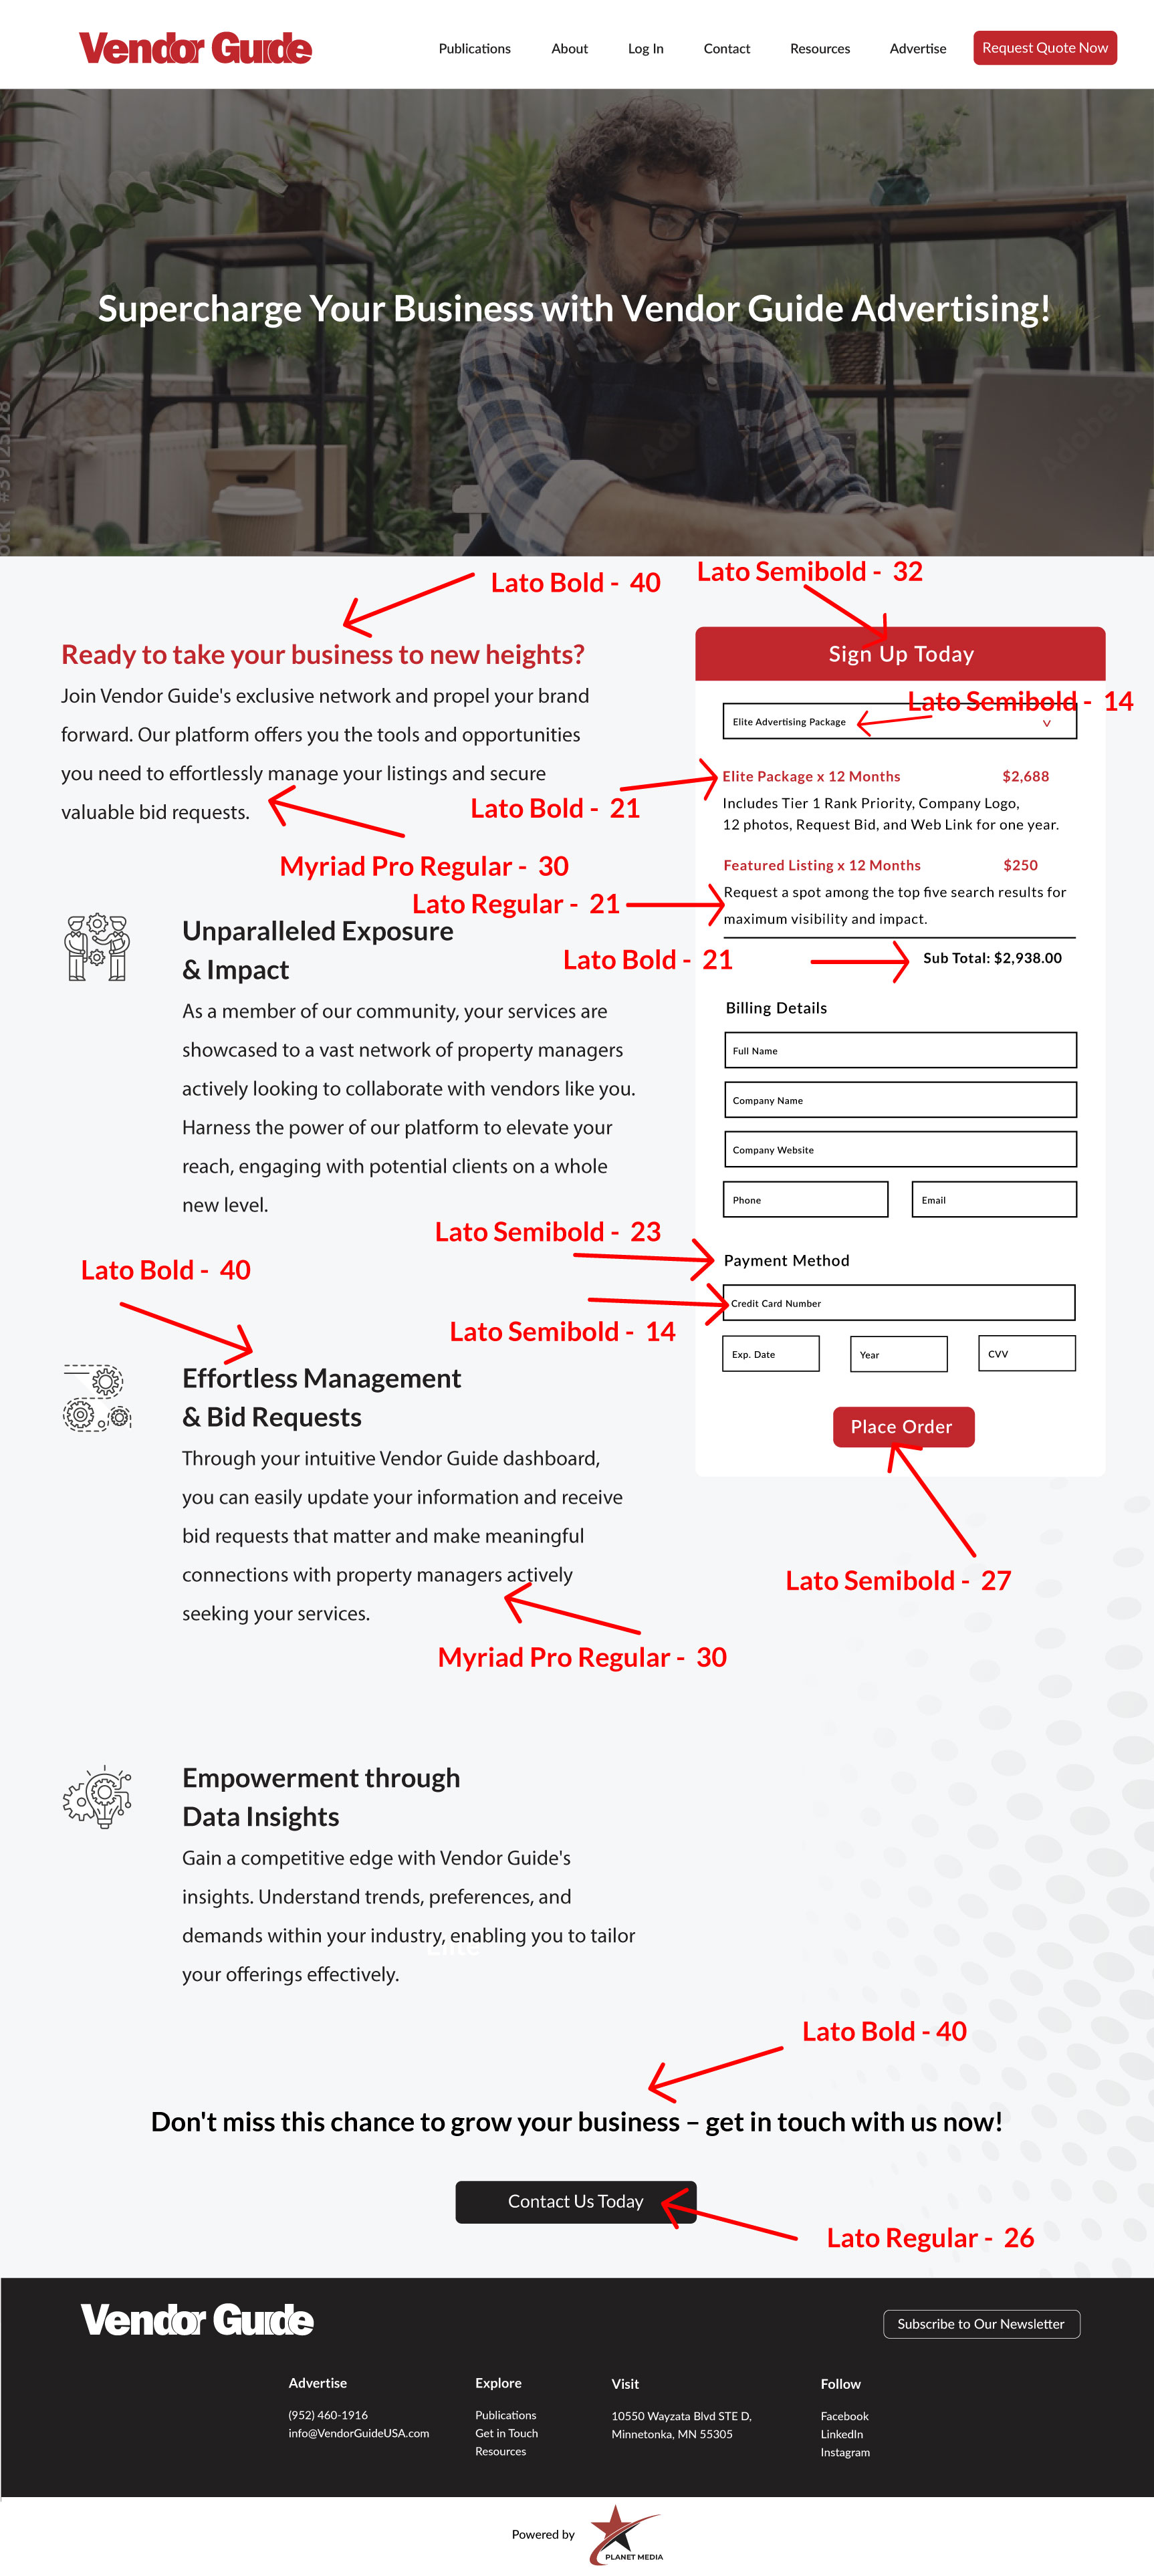 Vendor Guide
Publications
About
Log In
Contact
Resources
Advertise
Request Quote Now
Supercharge Your Business with Vendor Guide Advertising!
Lato Bold - 40
Lato Semibold - 32
Ready to take your business to new heights?
Join Vendor Guide's exclusive network and propel your brand
forward. Our platform offers you the tools and opportunities
you need to effortlessly manage your listings and secure
valuable bid requests.
Myriad Pro Regular - 30
Sign Up Today
Lato Semibold - 14
Elite Advertising Package
Lato Bold - 21
Elite Package x 12 Months
$2,688
Includes Tier 1 Rank Priority, Company Logo,
12 photos, Request Bid, and Web Link for one year.
Featured Listing x 12 Months
$250
Lato Regular - 21
Request a spot among the top five search results for
maximum visibility and impact.
Lato Bold - 21
Sub Total: $2,938.00
Billing Details
Full Name
Company Name
Company Website
Phone
Email
Lato Semibold - 23
Payment Method
Credit Card Number
Lato Semibold - 14
Exp. Date
Year
CVV
Place Order
Lato Semibold - 27
Unparalleled Exposure
& Impact
As a member of our community, your services are
showcased to a vast network of property managers
actively looking to collaborate with vendors like you.
Harness the power of our platform to elevate your
reach, engaging with potential clients on a whole
new level.
Lato Bold - 40
Effortless Management
& Bid Requests
Through your intuitive Vendor Guide dashboard,
you can easily update your information and receive
bid requests that matter and make meaningful
connections with property managers actively
seeking your services.
Myriad Pro Regular - 30
Empowerment through
Data Insights
Gain a competitive edge with Vendor Guide's
insights. Understand trends, preferences, and
demands within your industry, enabling you to tailor
Elite
your offerings effectively.
Lato Bold - 40
Don't miss this chance to grow your business – get in touch with us now!
Contact Us Today
Lato Regular - 26
Vendor Guide
Subscribe to Our Newsletter
Advertise
(952) 460-1916
info@VendorGuideUSA.com
Explore
Publications
Get in Touch
Resources
Visit
10550 Wayzata Blvd STE D,
Minnetonka, MN 55305
Follow
Facebook
LinkedIn
Instagram
Powered by
PLANET MEDIA